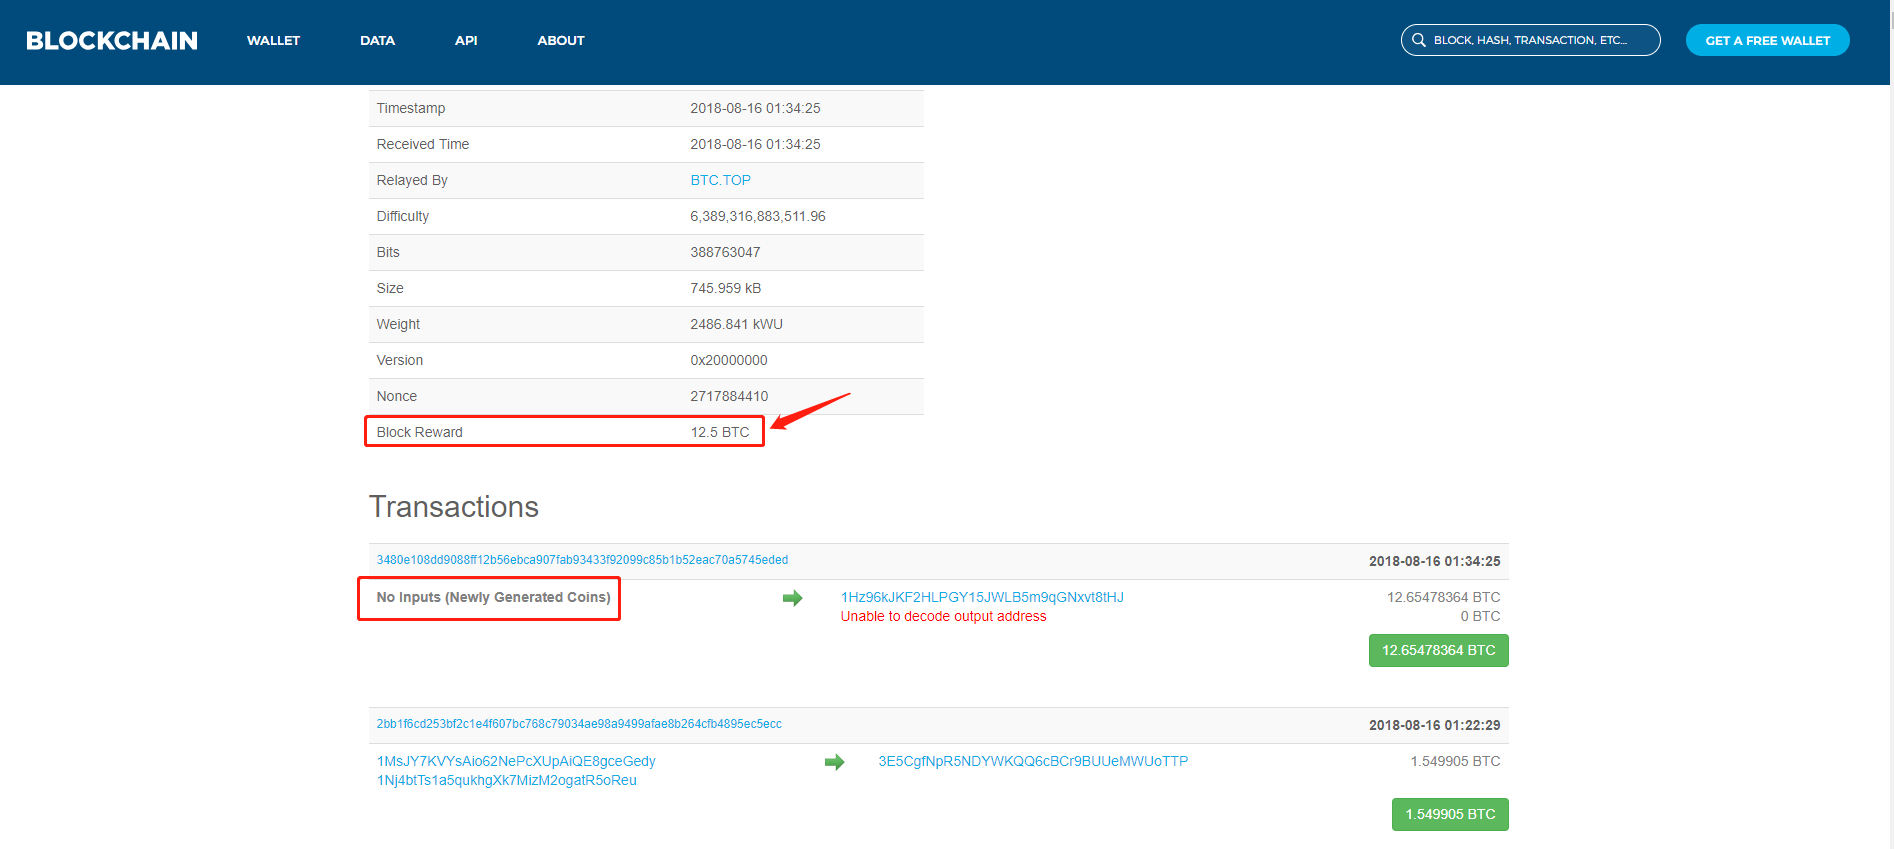 BLOCKCHAIN WALLET DATA API ABOUT BLOCK, HASH, TRANSACTION, ETC... GET A FREE WALLET
Timestamp 2018-08-16 01:34:25
Received Time 2018-08-16 01:34:25
Relayed By BTC.TOP
Difficulty 6,389,316,883,511.96
Bits 388763047
Size 745.959 kB
Weight 2486.841 kWU
Version 0x20000000
Nonce 2717884410
Block Reward 12.5 BTC
Transactions
3480e108dd9088ff12b56ebca907fab93433f92099c85b1b52eac70a5745eded 2018-08-16 01:34:25
No Inputs (Newly Generated Coins) 1Hz96kJKF2HLPGY15JWLB5m9qGNxvt8tHJ 12.65478364 BTC
Unable to decode output address 0 BTC
12.65478364 BTC
2bb1f6cd253bf2c1e4f607bc768c79034ae98a9499afae8b264cfb4895ec5ecc 2018-08-16 01:22:29
1MsJY7KVYsAio62NePcXUpAiQE8gceGedy 3E5CgfNpR5NDYWKQQ6cBCr9BUUeMWUoTTP 1.549905 BTC
1Nj4btTs1a5qukhgXk7MizM2ogatR5oReu
1.549905 BTC